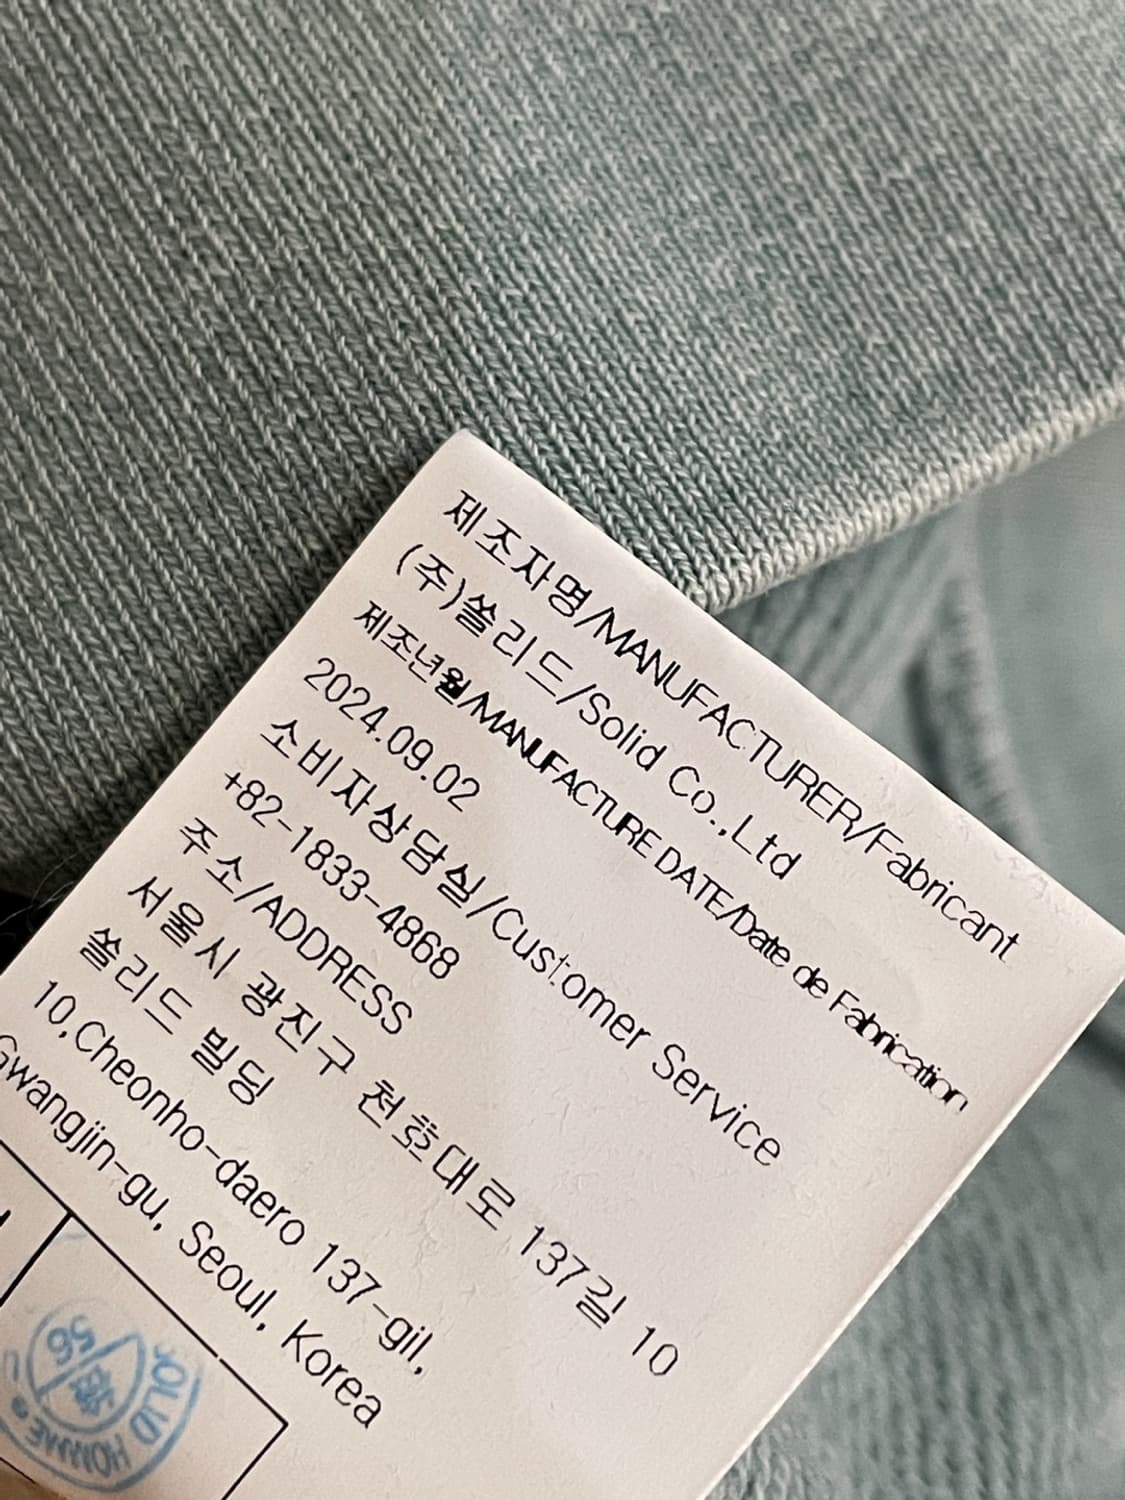 제조자명/MANUFACTURER/Fabricant
(주)쏠리드/Solid Co.,Ltd
제조년월/MANUFACTURE DATE/Date de Fabrication
2024.09.02
소비자상담실/Customer Service
+82-1833-4868
주소/ADDRESS
서울시 광진구 천호대로 137길 10
쏠리드 빌딩
10,Cheonho-daero 137-gil,
Gwangjin-gu, Seoul, Korea
SOLID HOMME
56